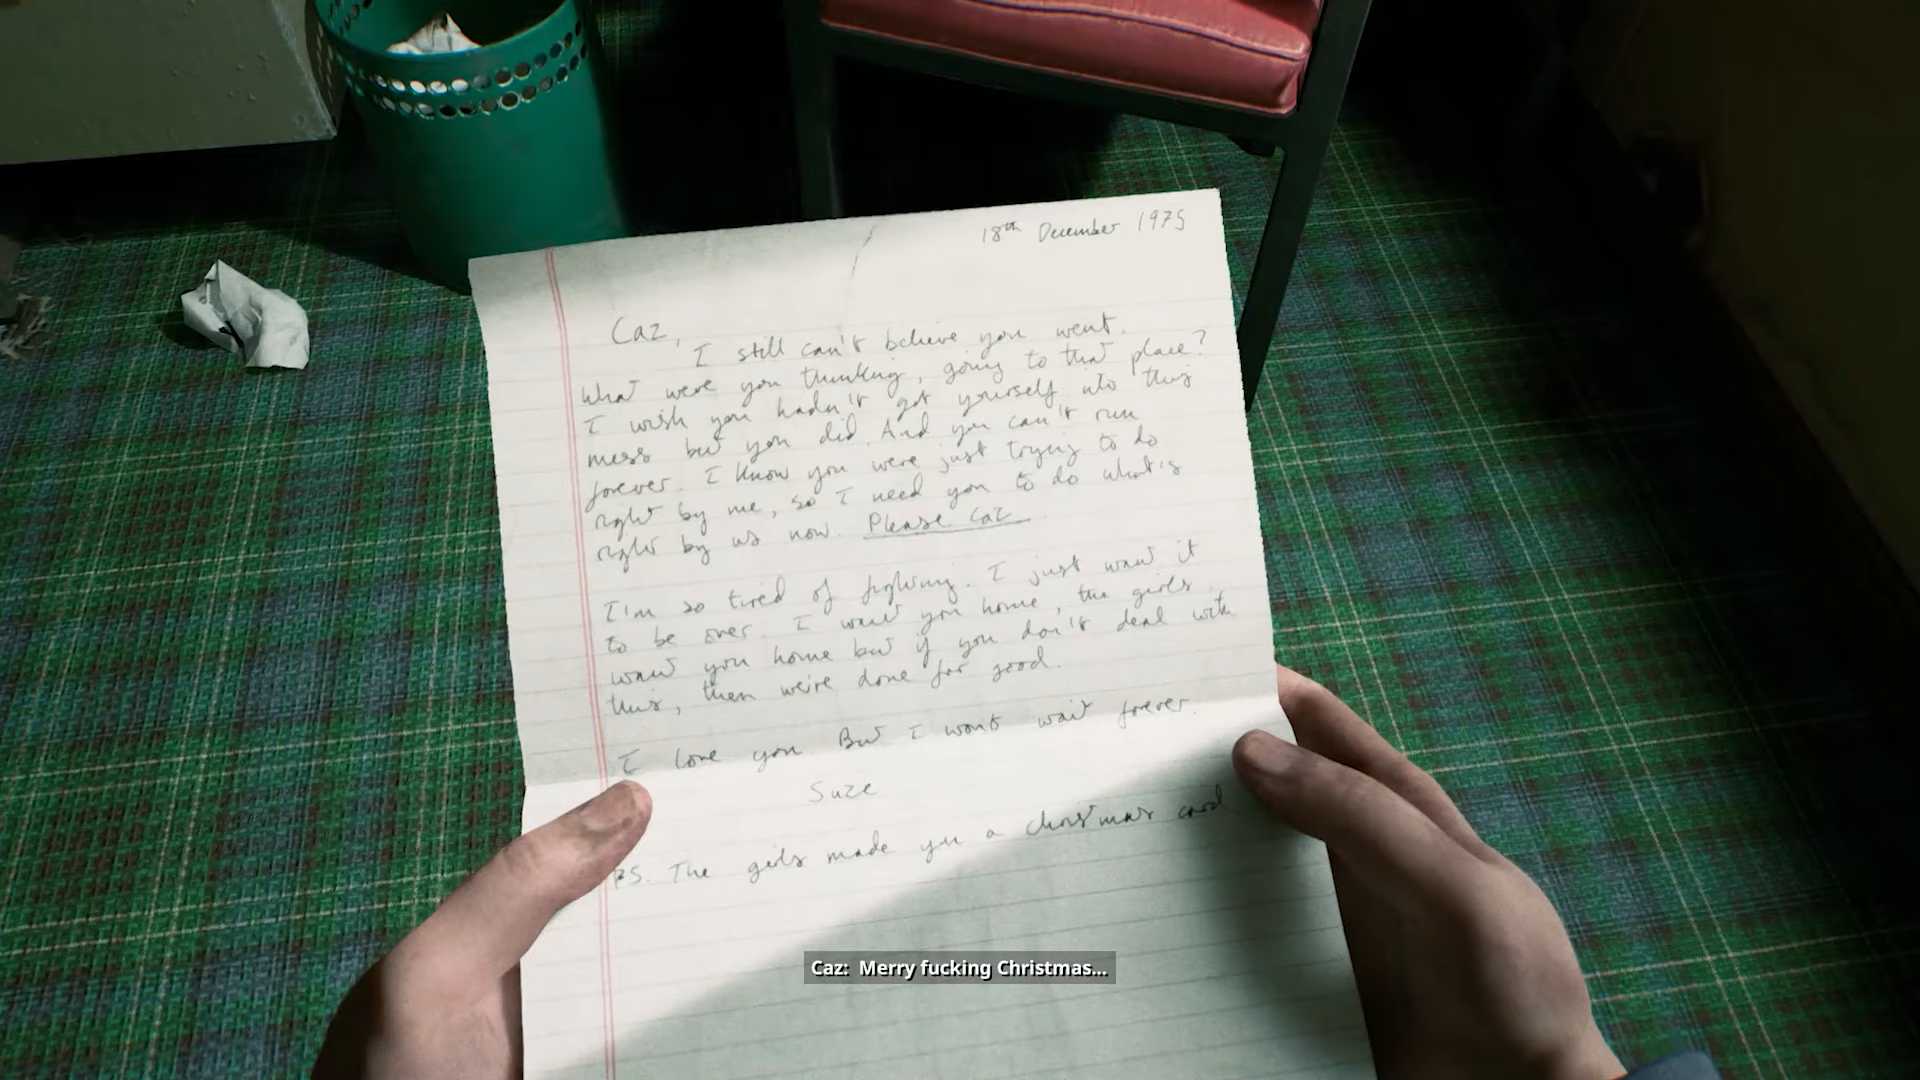 18th December 1975
Caz,
I still can't believe you went.
What were you thinking, going to that place?
I wish you hadn't got yourself into this
mess but you did. And you can't run
forever. I know you were just trying to do
right by me, so I need you to do what's
right by us now. Please Caz
I'm so tired of fighting. I just want it
to be over. I want you home, the girls
want you home but if you don't deal with
this, then we're done for good.
I love you. But I wont wait forever.
Suze
PS. The girls made you a christmas card
Caz: Merry fucking Christmas...